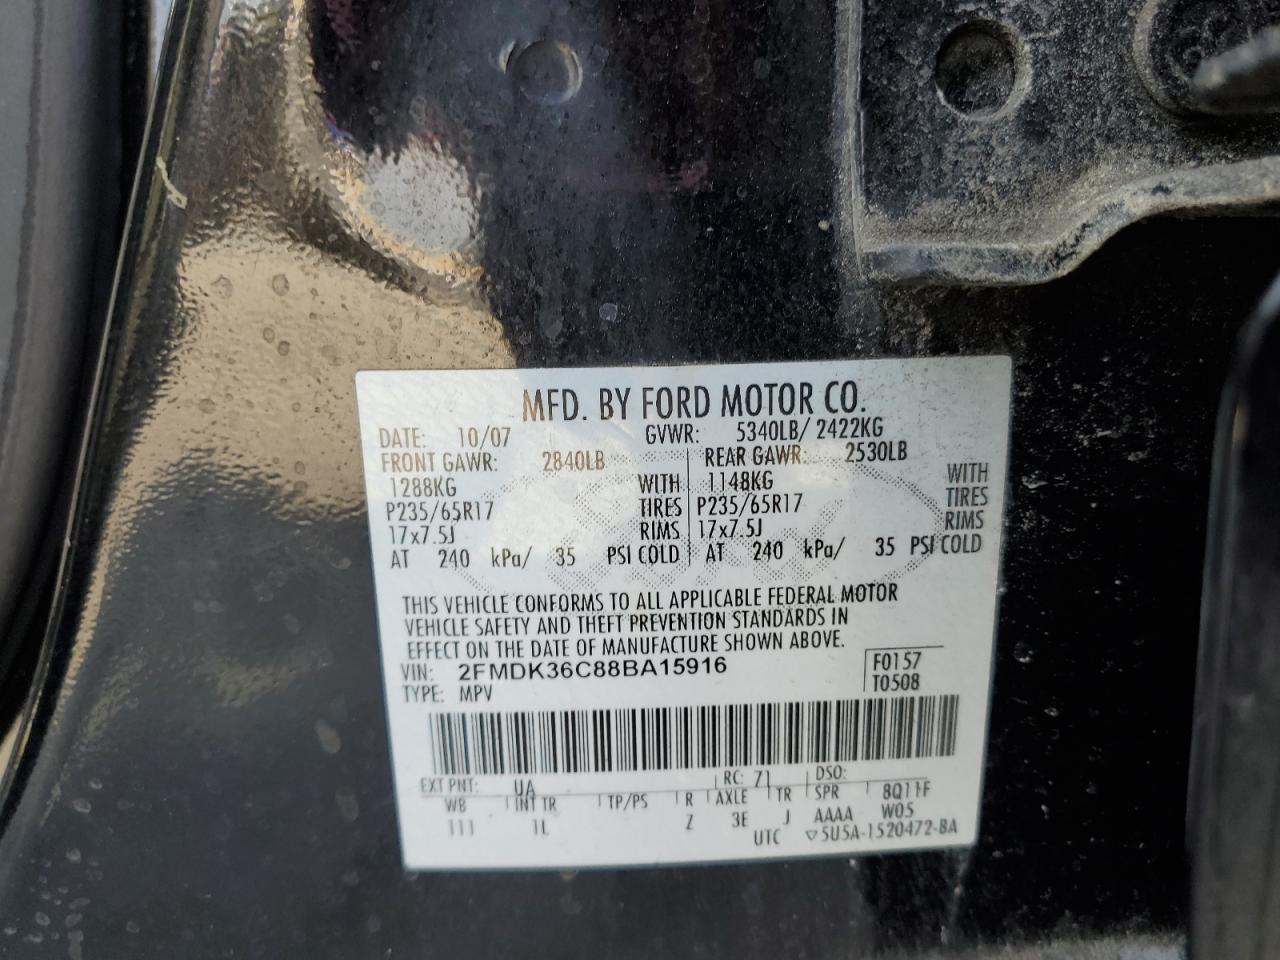 MFD. BY FORD MOTOR CO.
DATE: 10/07 GVWR: 5340LB/ 2422KG
FRONT GAWR: 2840LB REAR GAWR: 2530LB
1288KG WITH 1148KG WITH
P235/65R17 TIRES P235/65R17 TIRES
17x7.5J RIMS 17x7.5J RIMS
AT 240 kPa/ 35 PSI COLD AT 240 kPa/ 35 PSI COLD
THIS VEHICLE CONFORMS TO ALL APPLICABLE FEDERAL MOTOR
VEHICLE SAFETY AND THEFT PREVENTION STANDARDS IN
EFFECT ON THE DATE OF MANUFACTURE SHOWN ABOVE.
VIN: 2FMDK36C88BA15916 F0157
TYPE: MPV T0508
EXT PNT: UA RC: 71 DSO:
WB INT TR TP/PS R AXLE TR SPR 8Q11F
111 1L Z 3E J AAAA W05
UTC ▽5U5A-1520472-BA